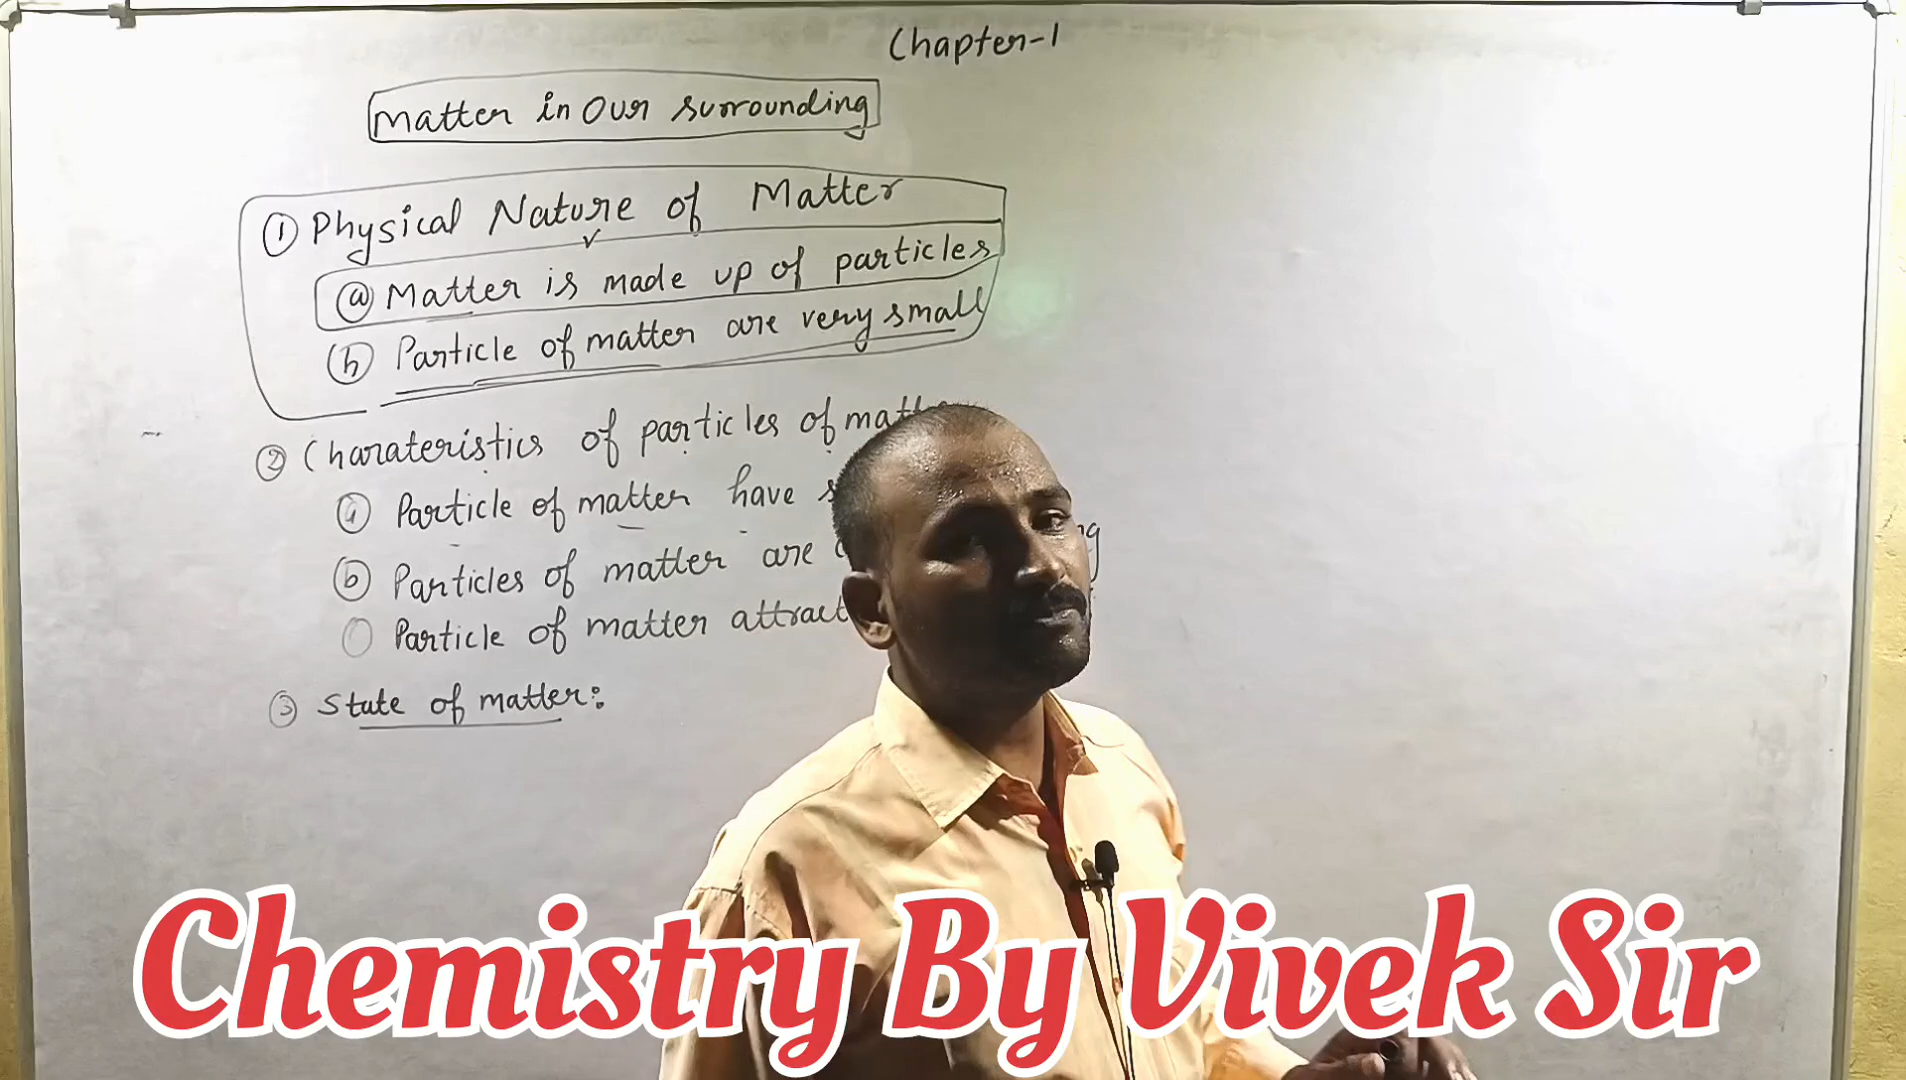 Chapter-1
Matter in Our surrounding
① Physical Nature of Matter
ⓐ Matter is made up of particles
ⓑ Particle of matter are very small
② Charateristics of particles of
ⓐ Particle of matter have
ⓑ Particles of matter are
Particle of matter attract
③ State of matter:
Chemistry By Vivek Sir